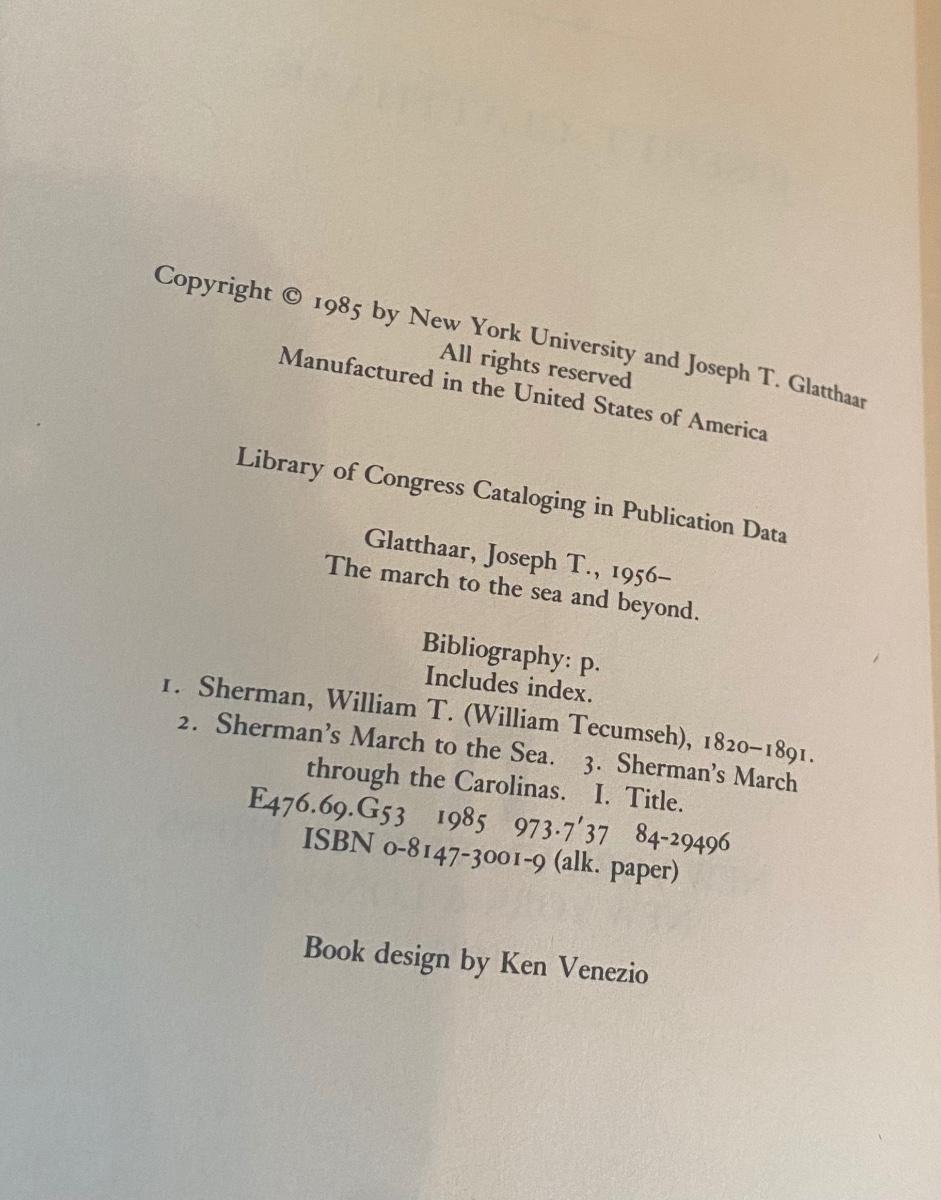 Copyright © 1985 by New York University and Joseph T. Glatthaar
All rights reserved
Manufactured in the United States of America
Library of Congress Cataloging in Publication Data
Glatthaar, Joseph T., 1956–
The march to the sea and beyond.
Bibliography: p.
Includes index.
1. Sherman, William T. (William Tecumseh), 1820–1891.
2. Sherman's March to the Sea. 3. Sherman's March
through the Carolinas. I. Title.
E476.69.G53 1985 973.7'37 84-29496
ISBN 0-8147-3001-9 (alk. paper)
Book design by Ken Venezio